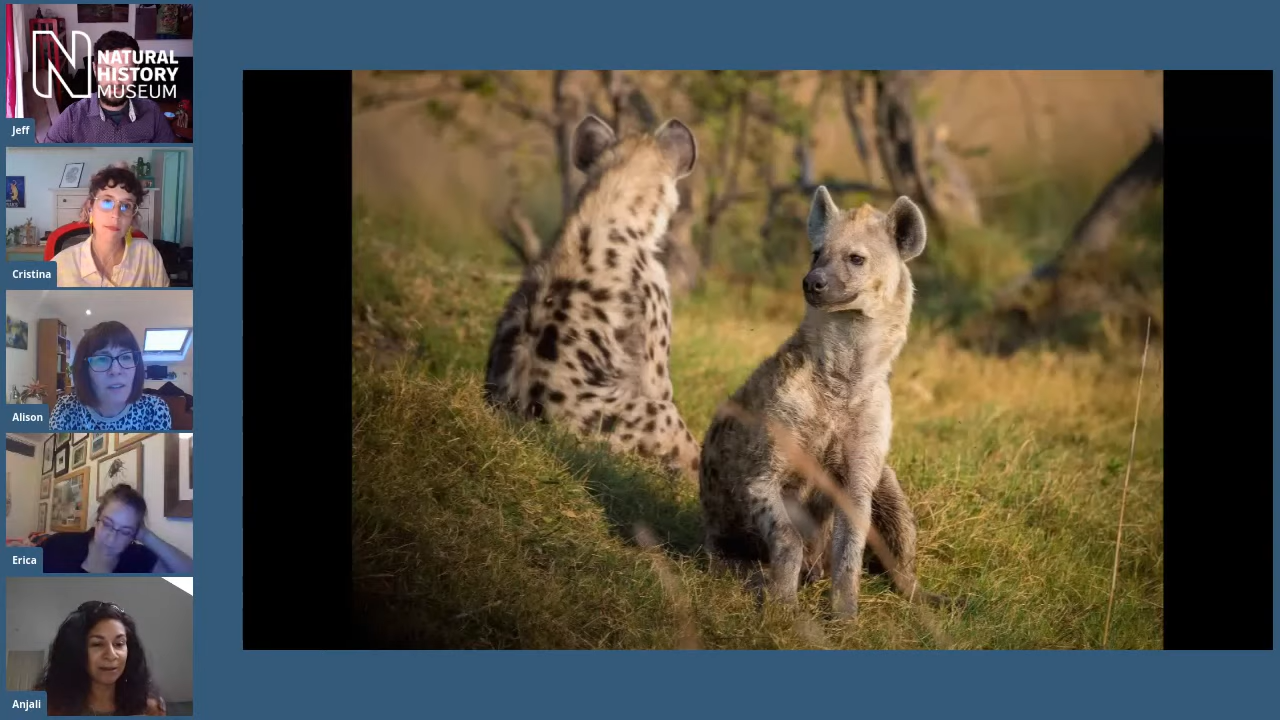 NATURAL
HISTORY
MUSEUM
Jeff
Cristina
Alison
Erica
Anjali